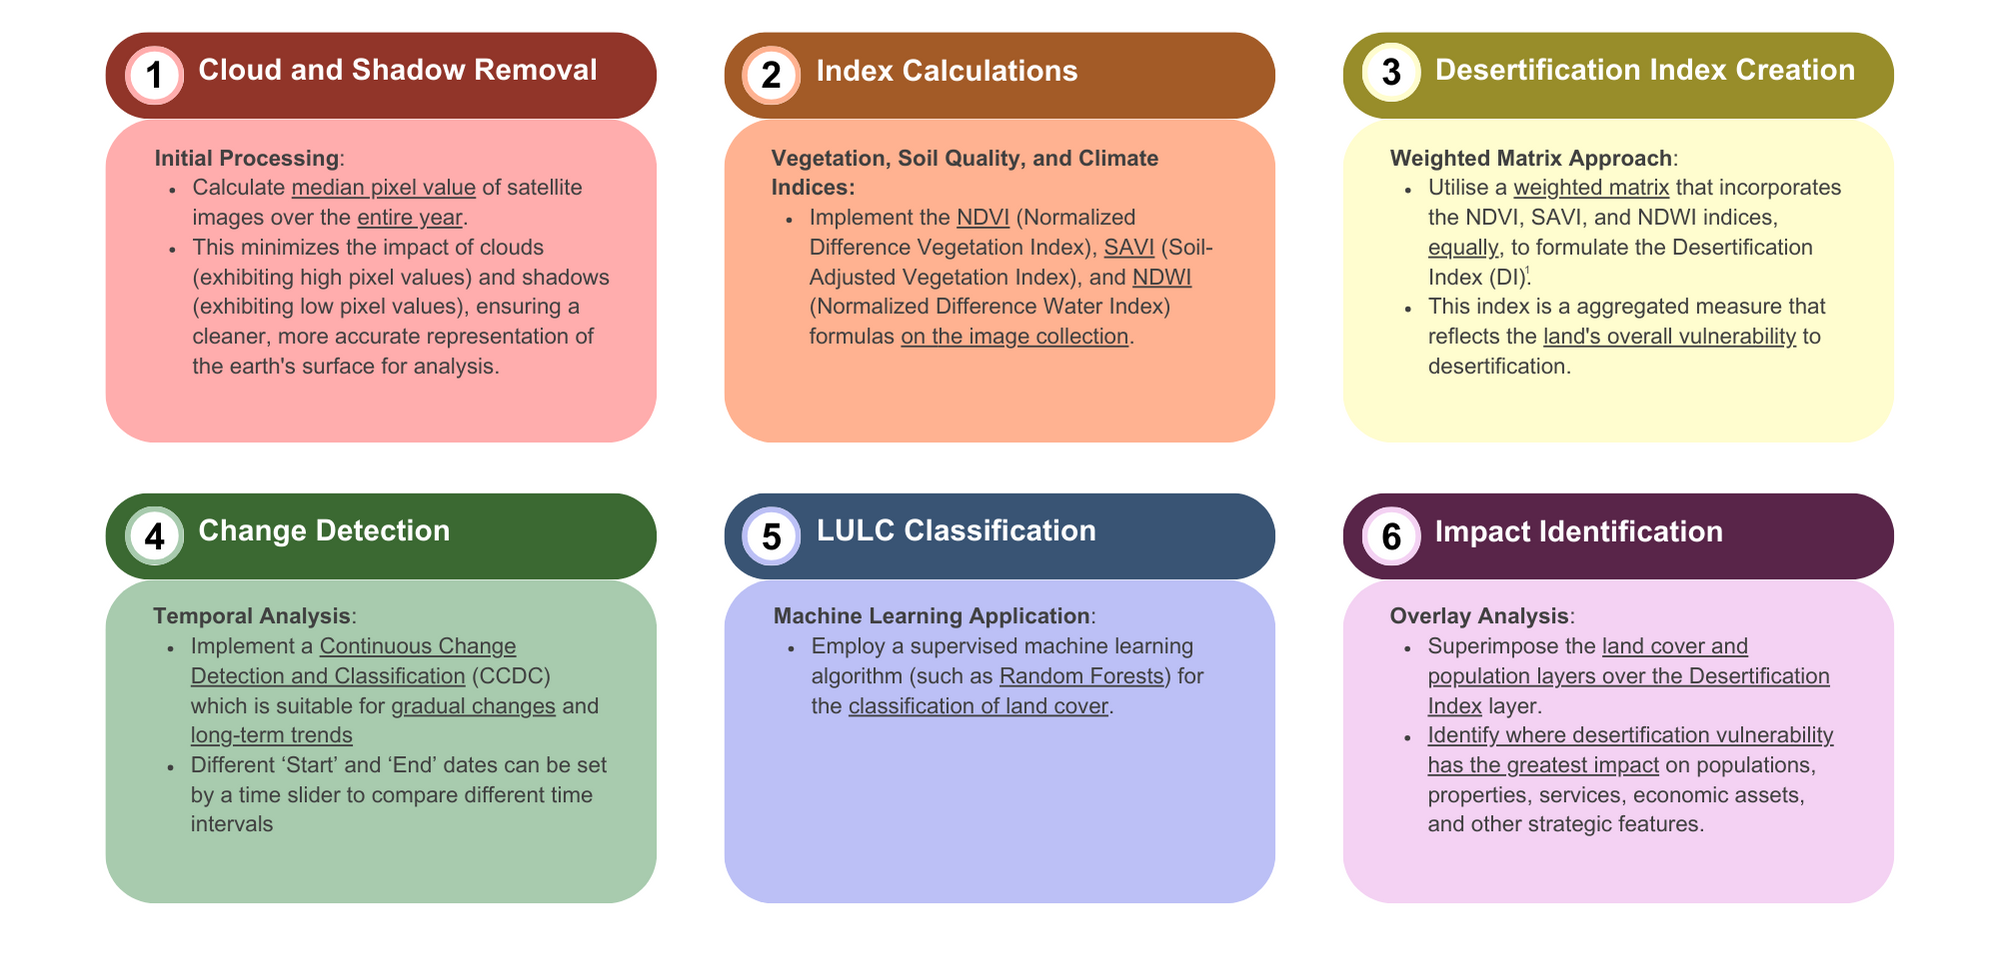 1 Cloud and Shadow Removal
Initial Processing:
• Calculate median pixel value of satellite
images over the entire year.
• This minimizes the impact of clouds
(exhibiting high pixel values) and shadows
(exhibiting low pixel values), ensuring a
cleaner, more accurate representation of
the earth's surface for analysis.
2 Index Calculations
Vegetation, Soil Quality, and Climate
Indices:
• Implement the NDVI (Normalized
Difference Vegetation Index), SAVI (Soil-
Adjusted Vegetation Index), and NDWI
(Normalized Difference Water Index)
formulas on the image collection.
3 Desertification Index Creation
Weighted Matrix Approach:
• Utilise a weighted matrix that incorporates
the NDVI, SAVI, and NDWI indices,
equally, to formulate the Desertification
Index (DI)¹.
• This index is a aggregated measure that
reflects the land's overall vulnerability to
desertification.
4 Change Detection
Temporal Analysis:
• Implement a Continuous Change
Detection and Classification (CCDC)
which is suitable for gradual changes and
long-term trends
• Different ‘Start’ and ‘End’ dates can be set
by a time slider to compare different time
intervals
5 LULC Classification
Machine Learning Application:
• Employ a supervised machine learning
algorithm (such as Random Forests) for
the classification of land cover.
6 Impact Identification
Overlay Analysis:
• Superimpose the land cover and
population layers over the Desertification
Index layer.
• Identify where desertification vulnerability
has the greatest impact on populations,
properties, services, economic assets,
and other strategic features.